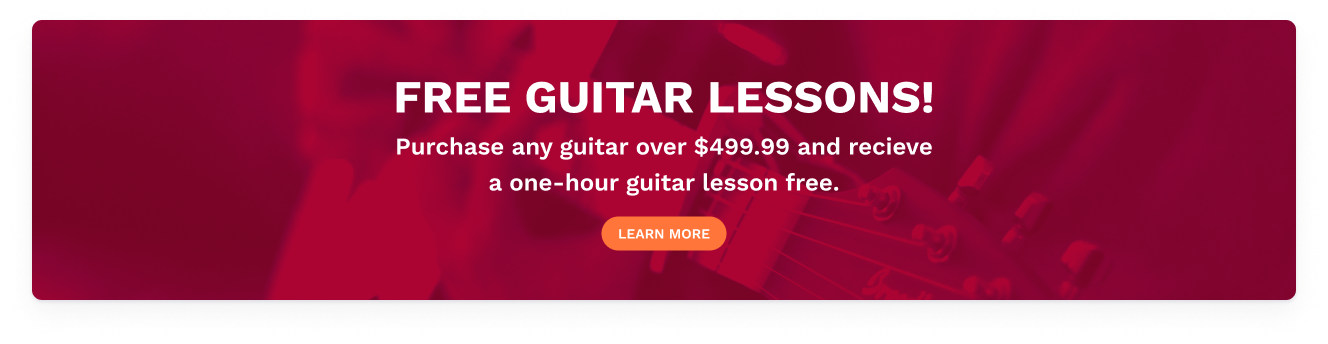 FREE GUITAR LESSONS!
Purchase any guitar over $499.99 and recieve
a one-hour guitar lesson free.
LEARN MORE